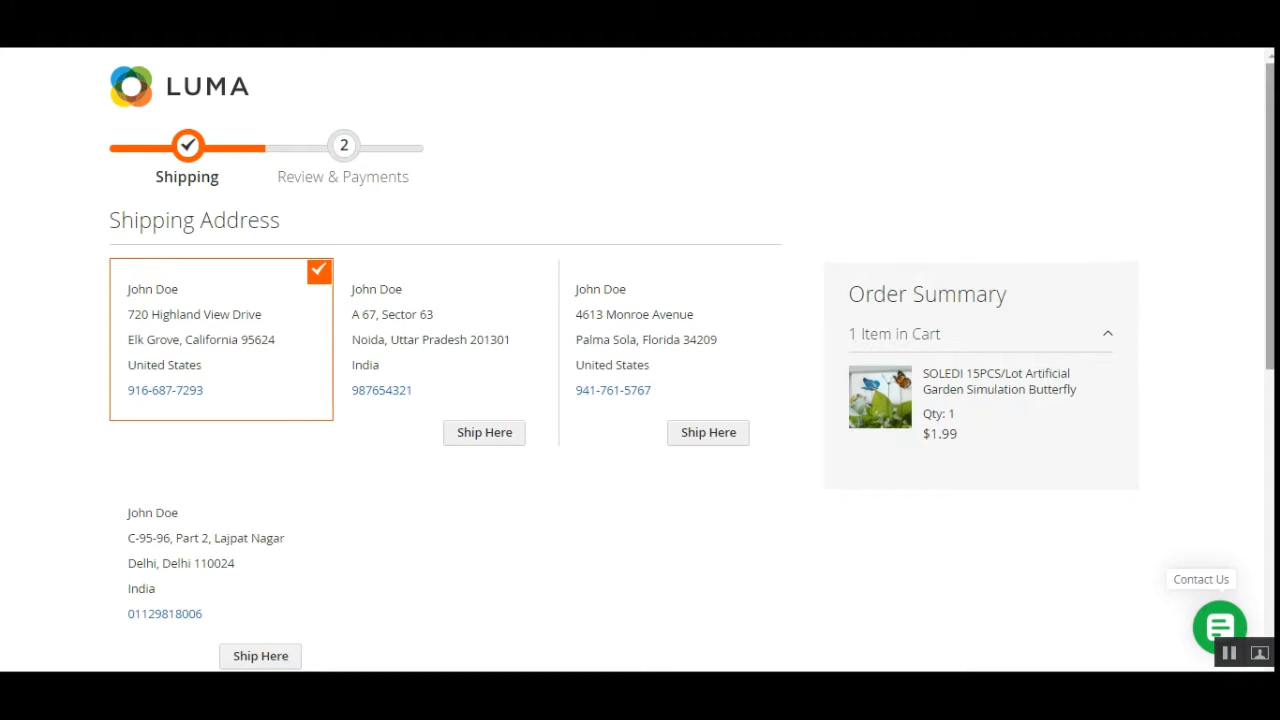 LUMA
2
Shipping
Review & Payments
Shipping Address
John Doe
720 Highland View Drive
Elk Grove, California 95624
United States
916-687-7293
John Doe
A 67, Sector 63
Noida, Uttar Pradesh 201301
India
987654321
Ship Here
John Doe
4613 Monroe Avenue
Palma Sola, Florida 34209
United States
941-761-5767
Ship Here
John Doe
C-95-96, Part 2, Lajpat Nagar
Delhi, Delhi 110024
India
01129818006
Ship Here
Order Summary
1 Item in Cart
SOLEDI 15PCS/Lot Artificial
Garden Simulation Butterfly
Qty: 1
$1.99
Contact Us